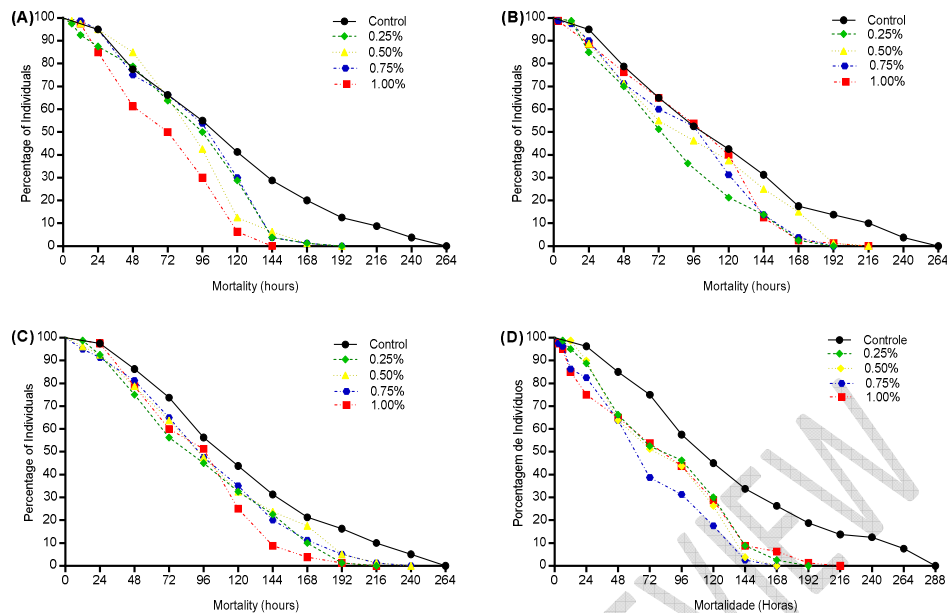 (A)
Percentage of Individuals
100
90
80
70
60
50
40
30
20
10
0
0 24 48 72 96 120 144 168 192 216 240 264
Mortality (hours)
Control
0.25%
0.50%
0.75%
1.00%
(B)
Percentage of Individuals
100
90
80
70
60
50
40
30
20
10
0
0 24 48 72 96 120 144 168 192 216 240 264
Mortality (hours)
Control
0.25%
0.50%
0.75%
1.00%
(C)
Percentage of Individuals
100
90
80
70
60
50
40
30
20
10
0
0 24 48 72 96 120 144 168 192 216 240 264
Mortality (hours)
Control
0.25%
0.50%
0.75%
1.00%
(D)
Porcentagem de Individuos
100
90
80
70
60
50
40
30
20
10
0
0 24 48 72 96 120 144 168 192 216 240 264 288
Mortalidade (Horas)
Controle
0.25%
0.50%
0.75%
1.00%
EVIEW